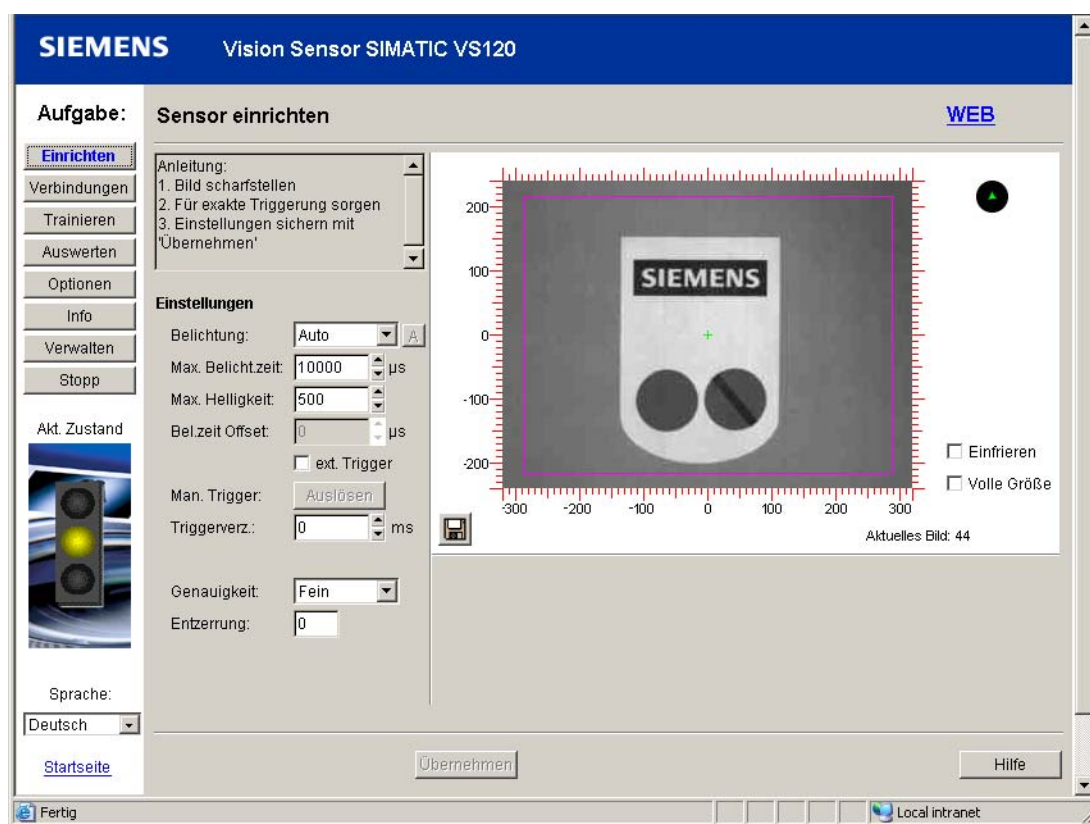 SIEMENS
Vision Sensor SIMATIC VS120
Aufgabe:
Sensor einrichten
WEB
Einrichten
Verbindungen
Trainieren
Auswerten
Optionen
Info
Verwalten
Stopp
Akt. Zustand
Sprache:
Deutsch
Startseite
Anleitung:
1. Bild scharfstellen
2. Für exakte Triggerung sorgen
3. Einstellungen sichern mit
'Übernehmen'
Einstellungen
Belichtung: Auto A
Max. Belicht.zeit: 10000 µs
Max. Helligkeit: 500
Bel.zeit Offset: 0 µs
ext. Trigger
Man. Trigger: Auslösen
Triggerverz.: 0 ms
Genauigkeit: Fein
Entzerrung: 0
200
100
0
-100
-200
SIEMENS
-300 -200 -100 0 100 200 300
Einfrieren
Volle Größe
Aktuelles Bild: 44
Übernehmen
Hilfe
Fertig
Local intranet